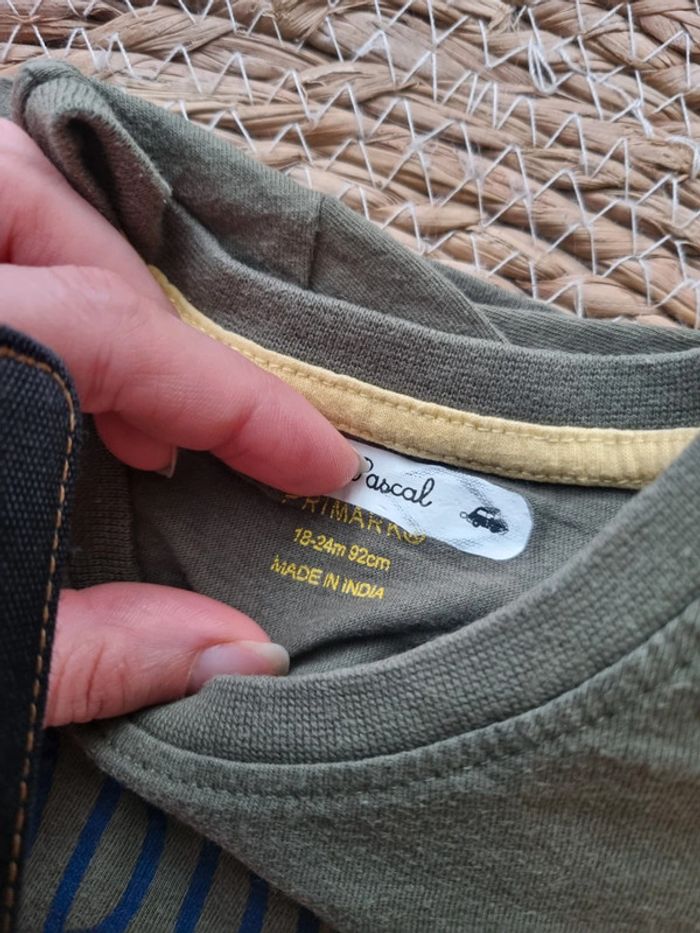 Pascal
PRIMARK®
18-24m 92cm
MADE IN INDIA